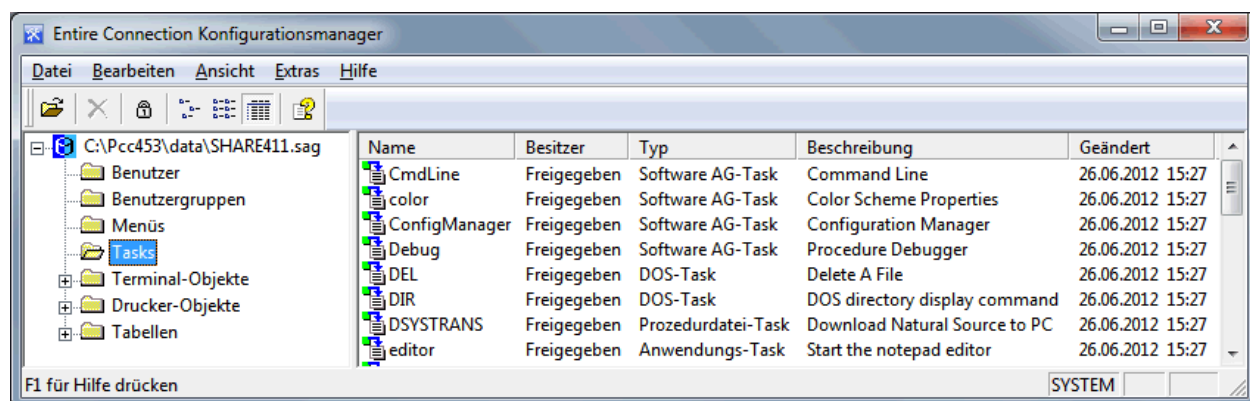 Entire Connection Konfigurationsmanager
Datei Bearbeiten Ansicht Extras Hilfe
C:\Pcc453\data\SHARE411.sag
Benutzer
Benutzergruppen
Menüs
Tasks
Terminal-Objekte
Drucker-Objekte
Tabellen
Name Besitzer Typ Beschreibung Geändert
CmdLine Freigegeben Software AG-Task Command Line 26.06.2012 15:27
color Freigegeben Software AG-Task Color Scheme Properties 26.06.2012 15:27
ConfigManager Freigegeben Software AG-Task Configuration Manager 26.06.2012 15:27
Debug Freigegeben Software AG-Task Procedure Debugger 26.06.2012 15:27
DEL Freigegeben DOS-Task Delete A File 26.06.2012 15:27
DIR Freigegeben DOS-Task DOS directory display command 26.06.2012 15:27
DSYSTRANS Freigegeben Prozedurdatei-Task Download Natural Source to PC 26.06.2012 15:27
editor Freigegeben Anwendungs-Task Start the notepad editor 26.06.2012 15:27
F1 für Hilfe drücken SYSTEM